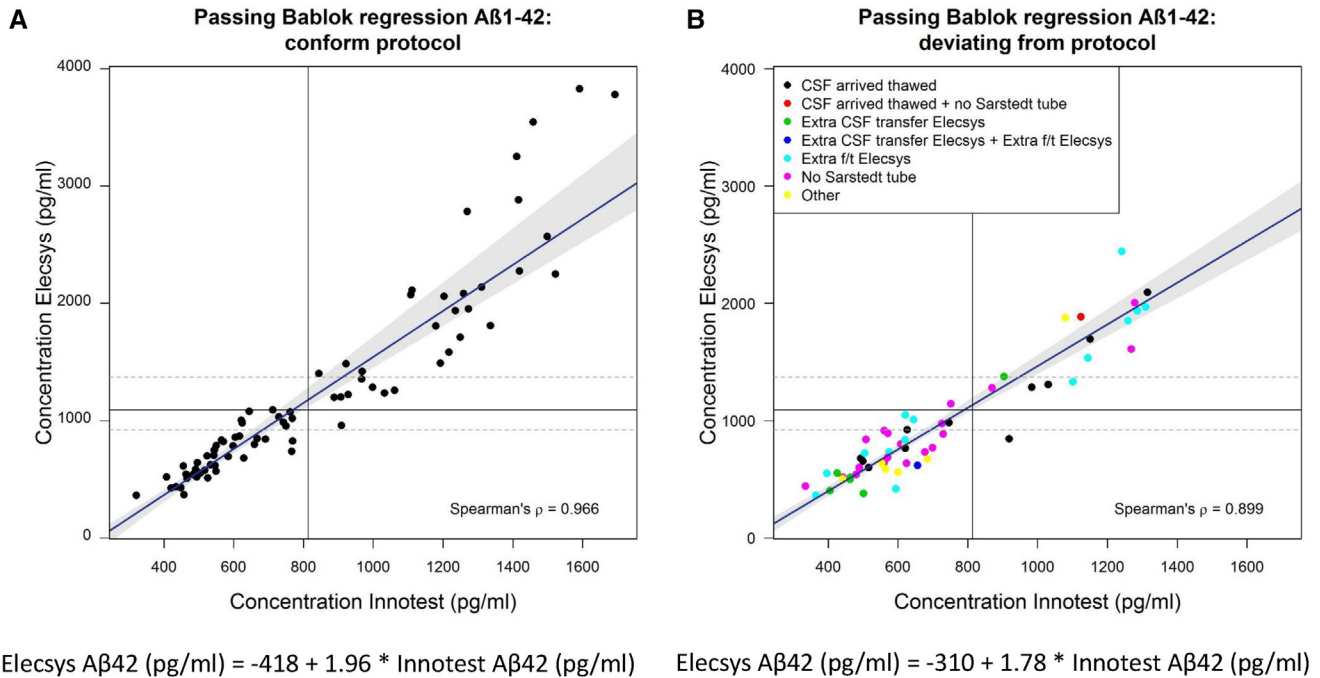 A
Passing Bablok regression Aß1-42:
conform protocol
Concentration Elecsys (pg/ml)
4000
3000
2000
1000
0
Spearman's ρ = 0.966
400 600 800 1000 1200 1400 1600
Concentration Innotest (pg/ml)
Elecsys Aβ42 (pg/ml) = -418 + 1.96 * Innotest Aβ42 (pg/ml)
B
Passing Bablok regression Aß1-42:
deviating from protocol
Concentration Elecsys (pg/ml)
4000
3000
2000
1000
0
CSF arrived thawed
CSF arrived thawed + no Sarstedt tube
Extra CSF transfer Elecsys
Extra CSF transfer Elecsys + Extra f/t Elecsys
Extra f/t Elecsys
No Sarstedt tube
Other
Spearman's ρ = 0.899
400 600 800 1000 1200 1400 1600
Concentration Innotest (pg/ml)
Elecsys Aβ42 (pg/ml) = -310 + 1.78 * Innotest Aβ42 (pg/ml)